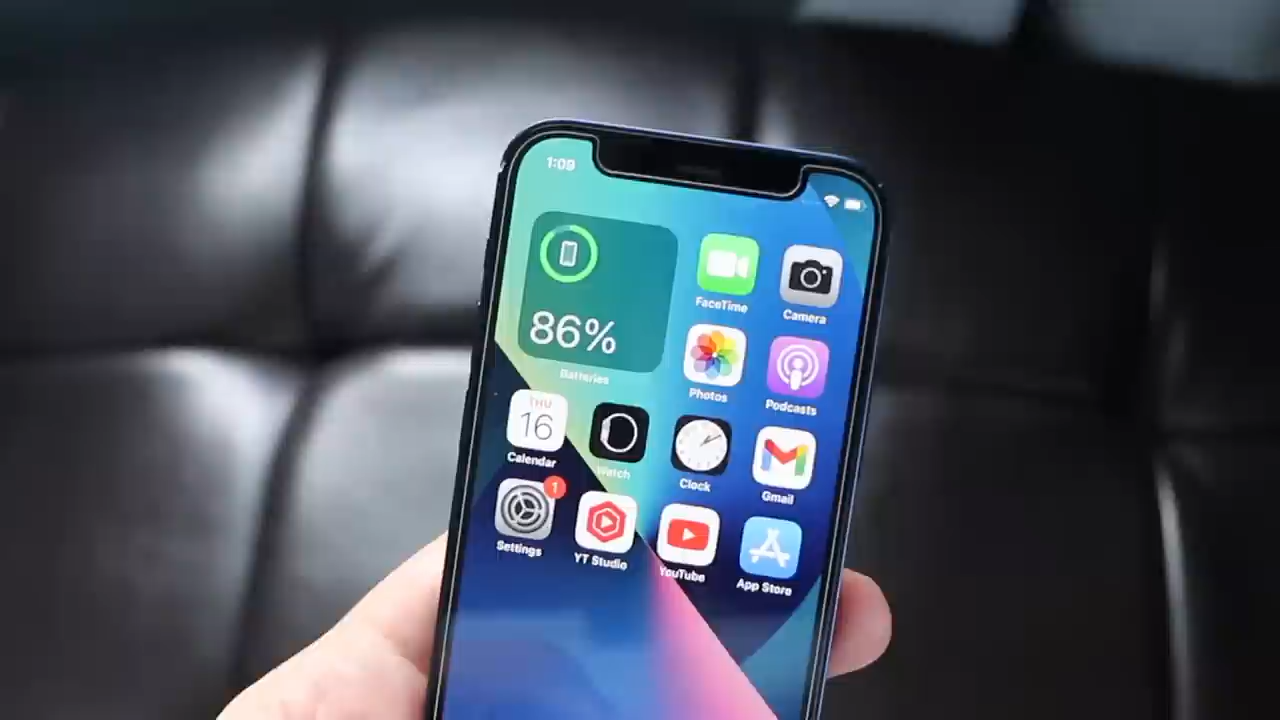 1:09
86%
Batteries
FaceTime
Camera
Photos
Podcasts
THU
16
Calendar
Watch
Clock
Gmail
1
Settings
YT Studio
YouTube
App Store